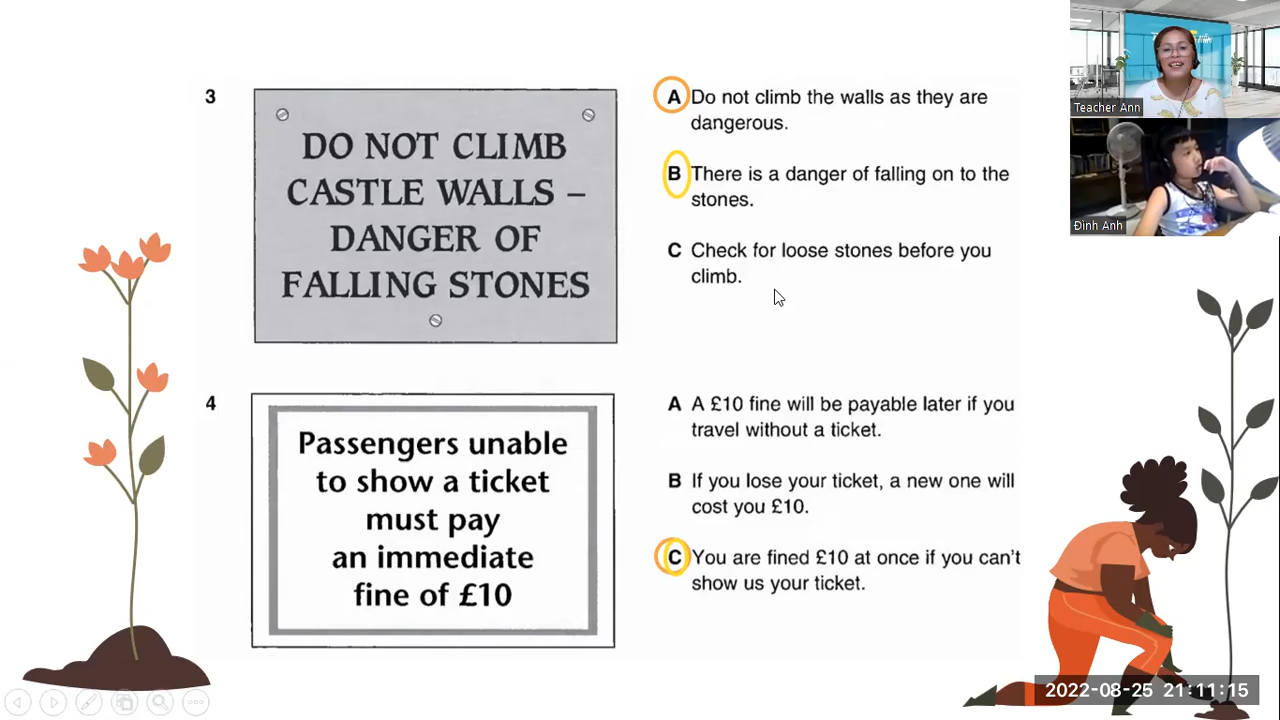 3
DO NOT CLIMB
CASTLE WALLS –
DANGER OF
FALLING STONES
A Do not climb the walls as they are
dangerous.
B There is a danger of falling on to the
stones.
C Check for loose stones before you
climb.
4
Passengers unable
to show a ticket
must pay
an immediate
fine of £10
A A £10 fine will be payable later if you
travel without a ticket.
B If you lose your ticket, a new one will
cost you £10.
C You are fined £10 at once if you can't
show us your ticket.
Teacher Ann
Đình Anh
2022-08-25 21:11:15